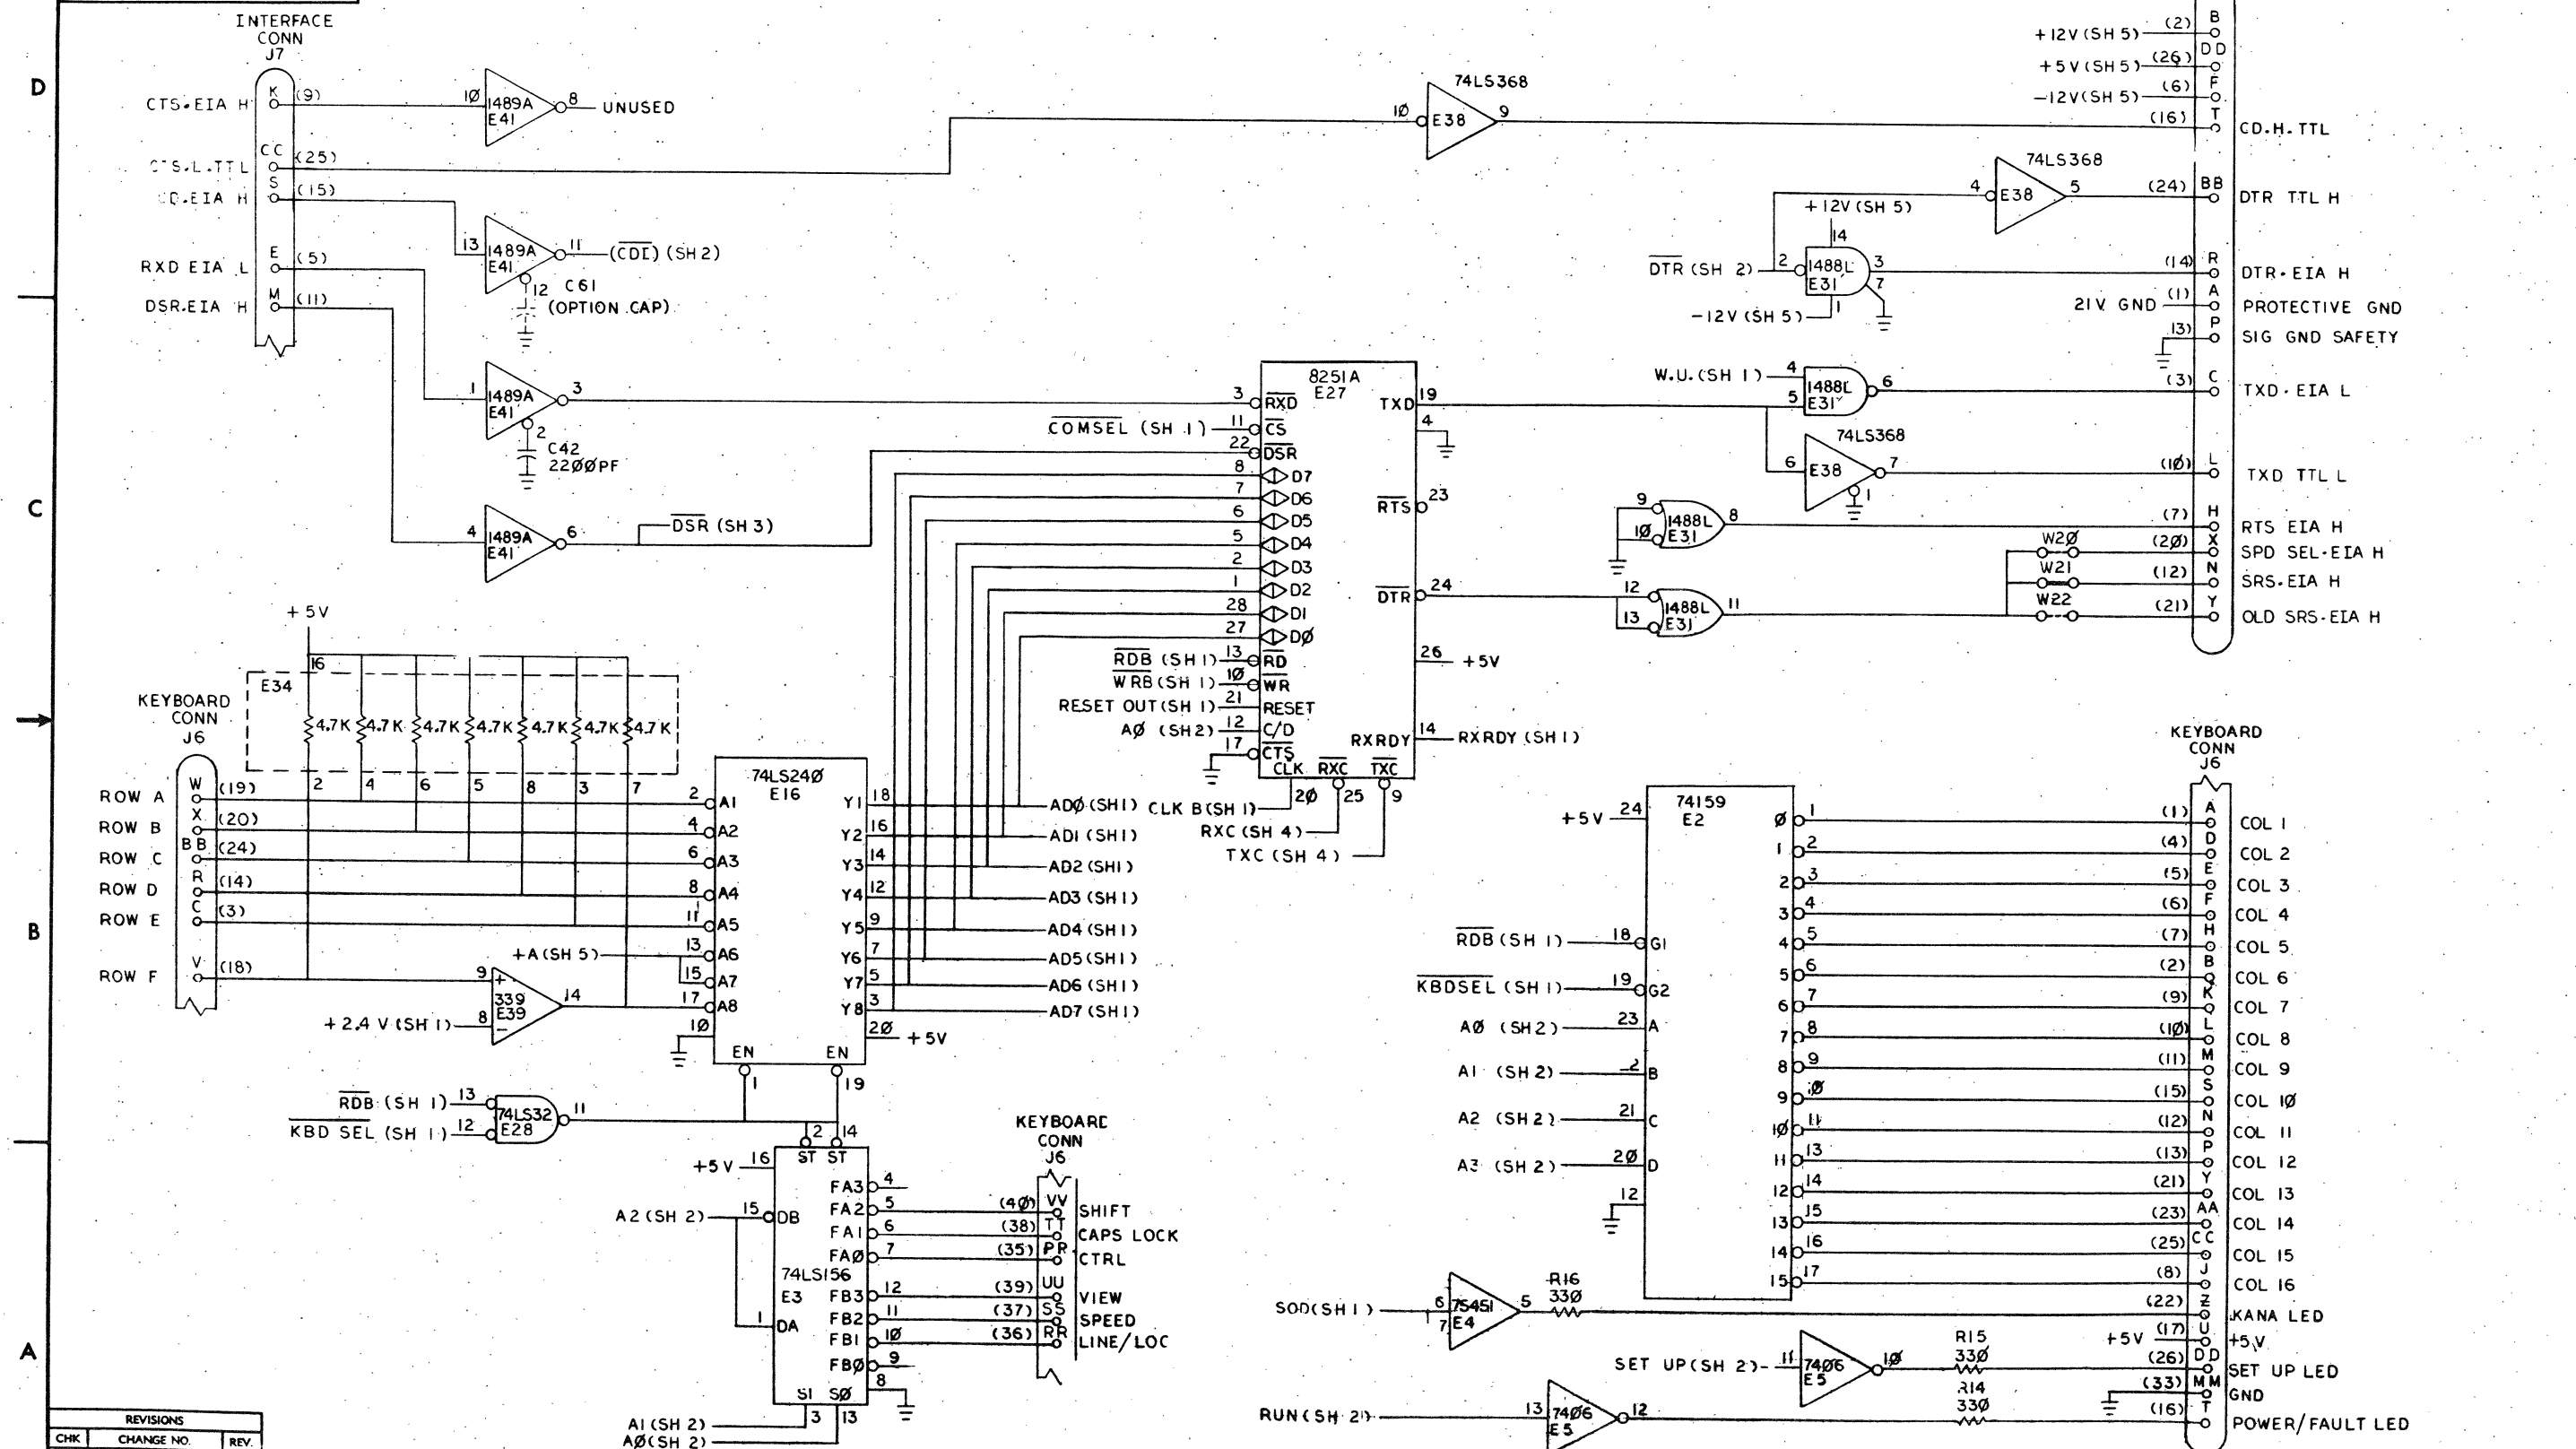 INTERFACE
CONN
J7
D
CTS.EIA H K (9) 10 1489A E41 8 UNUSED
CC (25)
S (15) 13 1489A E41 11 (CDI) (SH 2)
12 C61
(OPTION CAP)
RXD EIA L E (5)
DSR.EIA H M (11)
1 1489A E41 3
2 C42
2200PF
4 1489A E41 6 DSR (SH 3)
C
10 E38 9
74LS368
+12V (SH 5) (2) B
+5V (SH 5) (26) DD
-12V (SH 5) (6) F
(16) T CD.H.TTL
74LS368
4 E38 5 (24) BB DTR TTL H
+12V (SH 5)
14
DTR (SH 2) 2 1488L E31 3 (14) R DTR.EIA H
7
1
-12V (SH 5)
21V GND (1) A PROTECTIVE GND
13) P SIG GND SAFETY
W.U. (SH 1) 4
5 1488L E31 6 (3) C TXD.EIA L
74LS368
6 E38 7 (10) L TXD TTL L
1
9
10 1488L E31 8 (7) H RTS EIA H
W20 (20) X SPD SEL.EIA H
W21 (12) N SRS.EIA H
W22 (21) Y OLD SRS.EIA H
12
13 1488L E31 11
8251A
E27
3 RXD TXD 19
COMSEL (SH 1) 11 CS 4
22 DSR
8 D7
7 D6 RTS 23
6 D5
5 D4
2 D3
1 D2 DTR 24
28 D1
27 D0
RDB (SH 1) 13 RD 26 +5V
WRB (SH 1) 10 WR
RESET OUT (SH 1) 21 RESET
A0 (SH2) 12 C/D RXRDY 14 RXRDY (SH 1)
17 CTS
CLK RXC TXC
20 25 9
CLK B (SH 1)
RXC (SH 4)
TXC (SH 4)
+5V
16
E34
4.7K 4.7K 4.7K 4.7K 4.7K 4.7K 4.7K
2 4 6 5 8 3 7
KEYBOARD
CONN
J6
B
ROW A W (19)
ROW B X (20)
ROW C BB (24)
ROW D R (14)
ROW E C (3)
ROW F V (18)
74LS240
E16
2 A1 Y1 18 AD0 (SH1)
4 A2 Y2 16 AD1 (SH1)
6 A3 Y3 14 AD2 (SH1)
8 A4 Y4 12 AD3 (SH1)
11 A5 Y5 9 AD4 (SH1)
+A (SH 5) 13 A6 Y6 7 AD5 (SH1)
15 A7 Y7 5 AD6 (SH1)
17 A8 Y8 3 AD7 (SH1)
10 20 +5V
EN EN
1 19
9 + 339 E39 14
+2.4 V (SH 1) 8 -
RDB (SH 1) 13
KBD SEL (SH 1) 12 74LS32 E28 11
A
2 14
ST ST
+5V 16
A2 (SH 2) 15 DB
1 DA
74LS156
E3
KEYBOARD
CONN
J6
FA3 4
FA2 5 (40) VV SHIFT
FA1 6 (38) TT CAPS LOCK
FA0 7 (35) PR CTRL
FB3 12 (39) UU VIEW
FB2 11 (37) SS SPEED
FB1 10 (36) RR LINE/LOC
FB0 9
8
S1 S0
3 13
A1 (SH 2)
A0 (SH 2)
KEYBOARD
CONN
J6
74159
E2
+5V 24
RDB (SH 1) 18 G1
KBDSEL (SH 1) 19 G2
A0 (SH2) 23 A
A1 (SH 2) 2 B
A2 (SH 2) 21 C
A3 (SH 2) 20 D
12
0 1 (1) A COL 1
1 2 (4) D COL 2
2 3 (5) E COL 3
3 4 (6) F COL 4
4 5 (7) H COL 5
5 6 (2) B COL 6
6 7 (9) K COL 7
7 8 (10) L COL 8
8 9 (11) M COL 9
9 10 (15) S COL 10
10 11 (12) N COL 11
11 13 (13) P COL 12
12 14 (21) Y COL 13
13 15 (23) AA COL 14
14 16 (25) CC COL 15
15 17 (8) J COL 16
SOD (SH 1) 6 7 75451 E4 5 R16 330 (22) Z KANA LED
+5V (17) U +5V
SET UP (SH 2) 11 7406 E5 10 R15 330 (26) DD SET UP LED
(33) MM GND
RUN (SH 2) 13 7406 E5 12 R14 330 (16) T POWER/FAULT LED
REVISIONS
CHK CHANGE NO. REV.